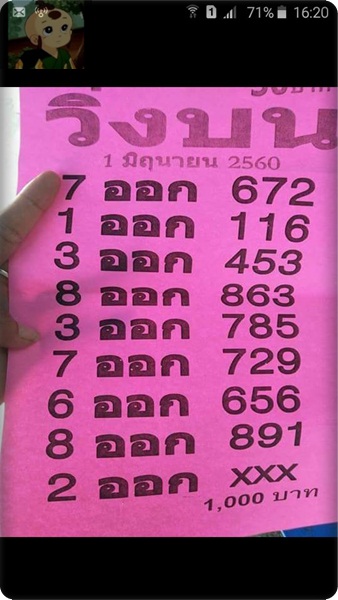 71% 16:20
วิ่งบน
1 มิถุนายน 2560
7 ออก 672
1 ออก 116
3 ออก 453
8 ออก 863
3 ออก 785
7 ออก 729
6 ออก 656
8 ออก 891
2 ออก XXX
1,000 บาท